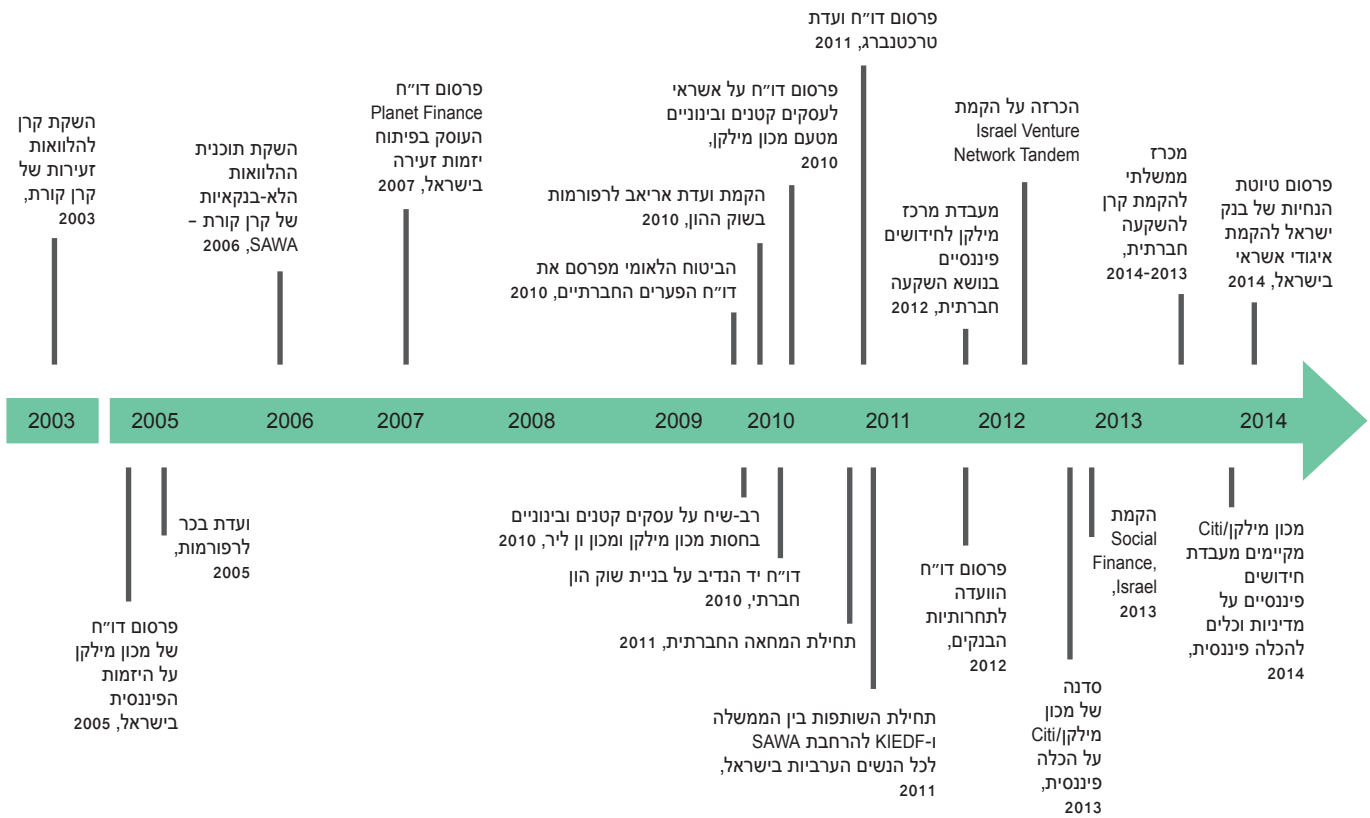 השקת קרן
להלוואות
זעירות של
קרן קורת,
2003
השקת תוכנית
ההלוואות
הלא-בנקאיות
של קרן קורת –
SAWA, 2006
פרסום דו״ח
Planet Finance
העוסק בפיתוח
יזמות זעירה
בישראל, 2007
הביטוח הלאומי מפרסם את
דו״ח הפערים החברתיים, 2010
הקמת ועדת אריאב לרפורמות
בשוק ההון, 2010
פרסום דו״ח על אשראי
לעסקים קטנים ובינוניים
מטעם מכון מילקן,
2010
פרסום דו״ח ועדת
טרכטנברג, 2011
מעבדת מרכז
מילקן לחידושים
פיננסיים
בנושא השקעה
חברתית, 2012
הכרזה על הקמת
Israel Venture
Network Tandem
מכרז
ממשלתי
להקמת קרן
להשקעה
חברתית,
2014-2013
פרסום טיוטת
הנחיות של בנק
ישראל להקמת
איגודי אשראי
בישראל, 2014
2003 2005 2006 2007 2008 2009 2010 2011 2012 2013 2014
פרסום דו״ח
של מכון מילקן
על היזמות
הפיננסית
בישראל, 2005
ועדת בכר
לרפורמות,
2005
רב-שיח על עסקים קטנים ובינוניים
בחסות מכון מילקן ומכון ון ליר, 2010
דו״ח יד הנדיב על בניית שוק הון
חברתי, 2010
תחילת המחאה החברתית, 2011
תחילת השותפות בין הממשלה
ו-KIEDF להרחבת SAWA
לכל הנשים הערביות בישראל,
2011
פרסום דו״ח
הוועדה
לתחרותיות
הבנקים,
2012
סדנה
של מכון
מילקן/Citi
על הכלה
פיננסית,
2013
הקמת
Social
Finance,
Israel,
2013
מכון מילקן/Citi
מקיימים מעבדת
חידושים
פיננסיים על
מדיניות וכלים
להכלה פיננסית,
2014